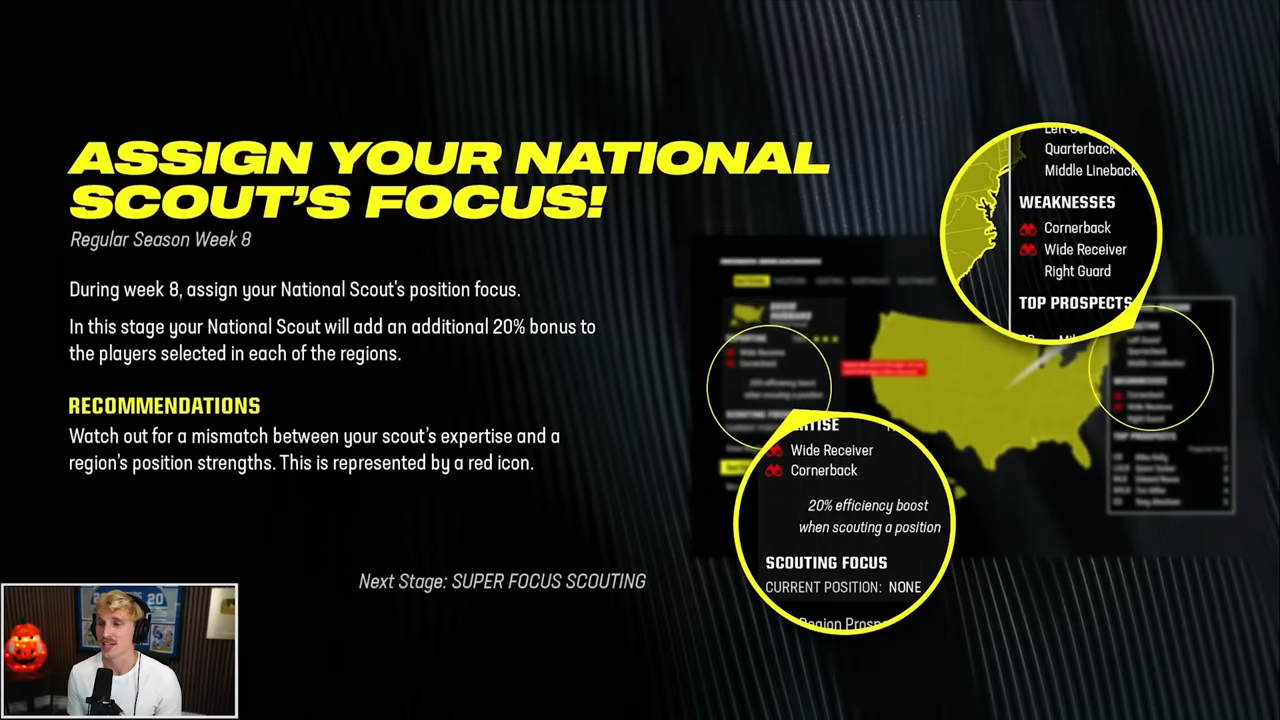 ASSIGN YOUR NATIONAL
SCOUT'S FOCUS!
Regular Season Week 8
During week 8, assign your National Scout's position focus.
In this stage your National Scout will add an additional 20% bonus to
the players selected in each of the regions.
RECOMMENDATIONS
Watch out for a mismatch between your scout's expertise and a
region's position strengths. This is represented by a red icon.
Next Stage: SUPER FOCUS SCOUTING
Quarterback
Middle Lineback
WEAKNESSES
Cornerback
Wide Receiver
Right Guard
TOP PROSPECTS
Wide Receiver
Cornerback
20% efficiency boost
when scouting a position
SCOUTING FOCUS
CURRENT POSITION: NONE
Region Prospe